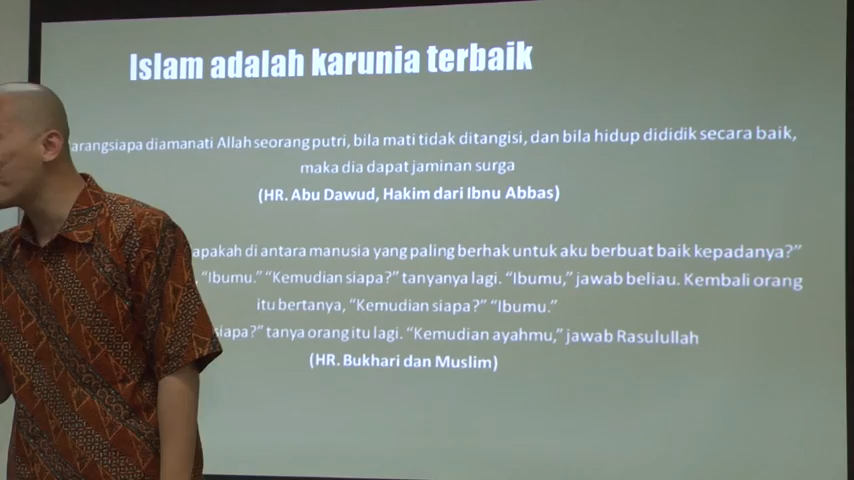 Islam adalah karunia terbaik
arangsiapa diamanati Allah seorang putri, bila mati tidak ditangisi, dan bila hidup dididik secara baik,
maka dia dapat jaminan surga
(HR. Abu Dawud, Hakim dari Ibnu Abbas)
apakah di antara manusia yang paling berhak untuk aku berbuat baik kepadanya?"
"Ibumu." "Kemudian siapa?" tanyanya lagi. "Ibumu," jawab beliau. Kembali orang
itu bertanya, "Kemudian siapa?" "Ibumu."
siapa?" tanya orang itu lagi. "Kemudian ayahmu," jawab Rasulullah
(HR. Bukhari dan Muslim)